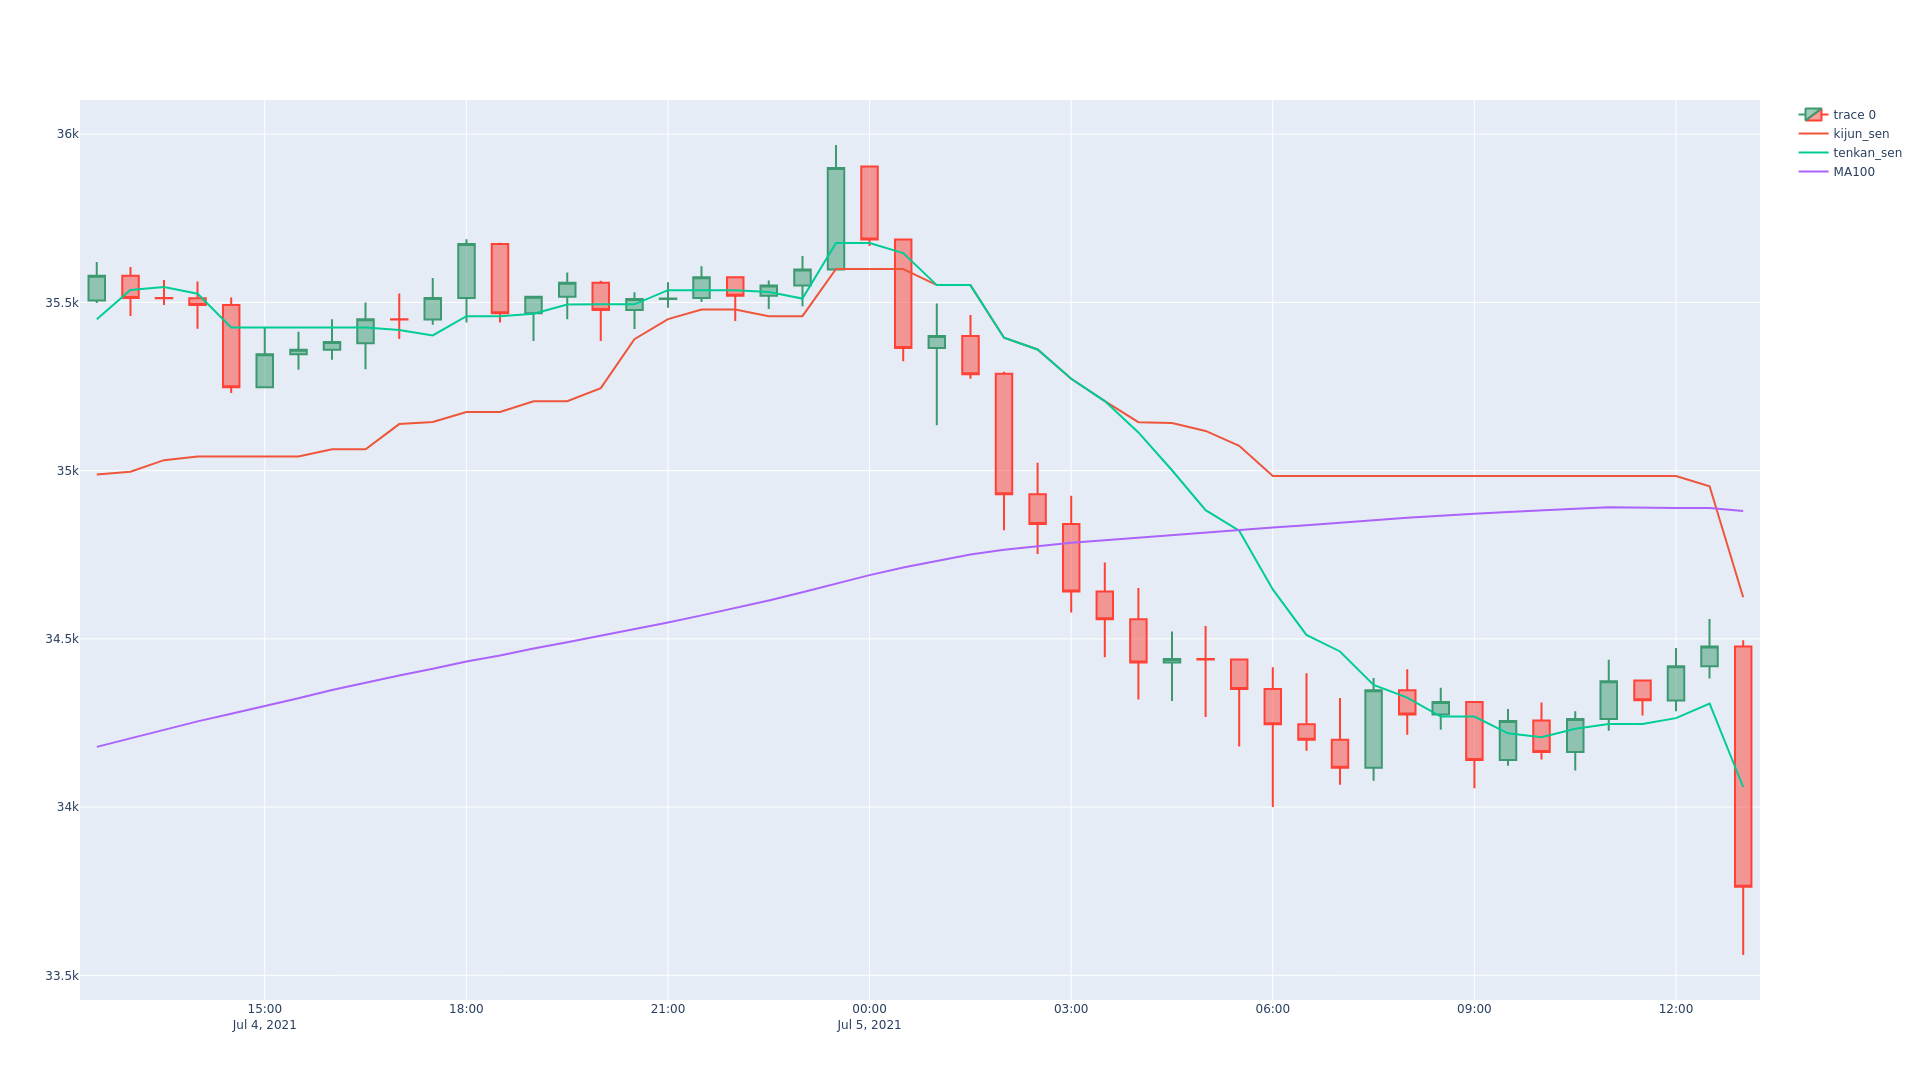 36k
35.5k
35k
34.5k
34k
33.5k
15:00
Jul 4, 2021
18:00
21:00
00:00
Jul 5, 2021
03:00
06:00
09:00
12:00
trace 0
kijun_sen
tenkan_sen
MA100